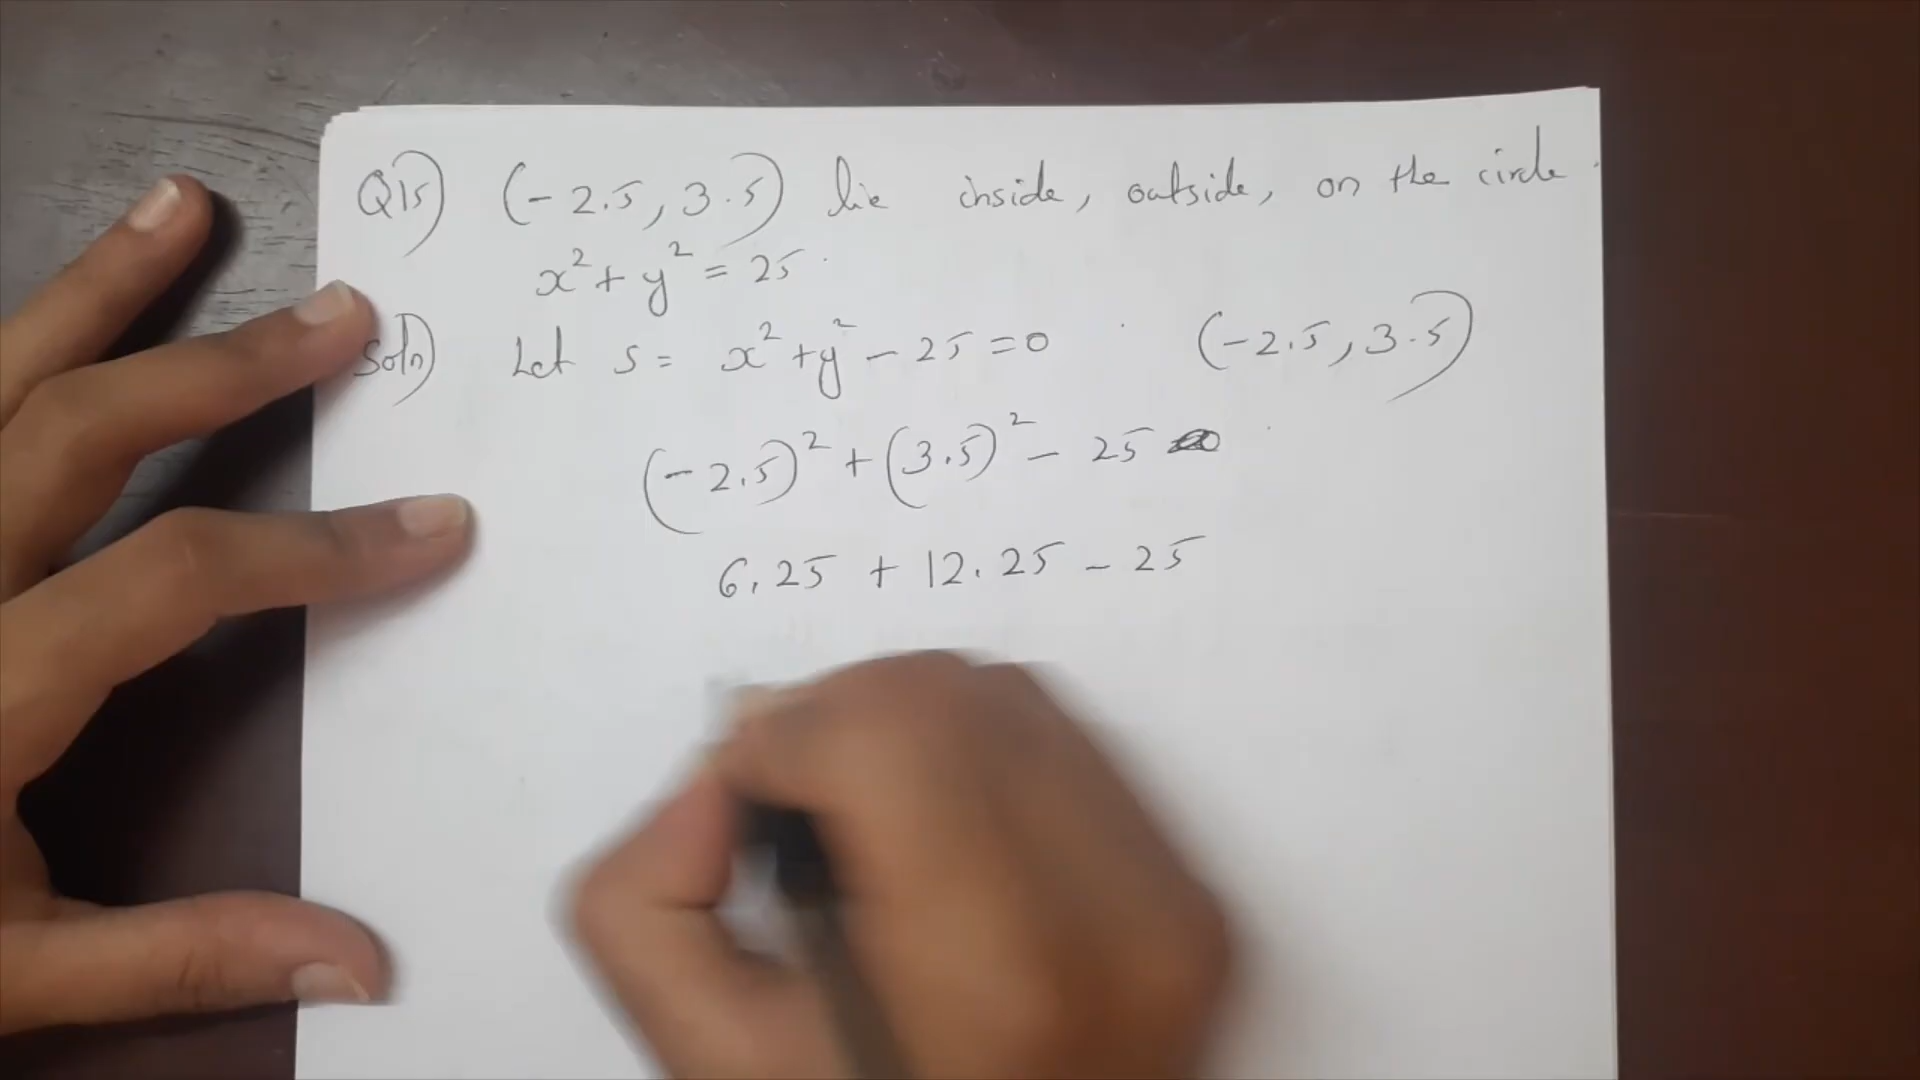 Q15) (-2.5, 3.5) lie inside, outside, on the circle.
x² + y² = 25.
Soln) Let S = x² + y² - 25 = 0 (-2.5, 3.5)
(-2.5)² + (3.5)² - 25
6.25 + 12.25 - 25